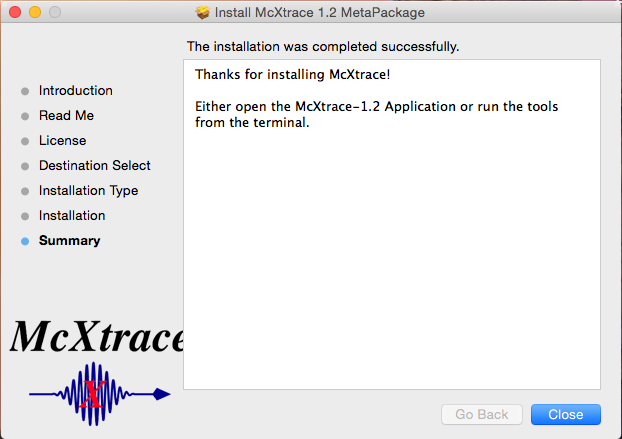 Install McXtrace 1.2 MetaPackage
The installation was completed successfully.
Introduction
Read Me
License
Destination Select
Installation Type
Installation
Summary
Thanks for installing McXtrace!
Either open the McXtrace-1.2 Application or run the tools
from the terminal.
McXtrace
X
Go Back
Close